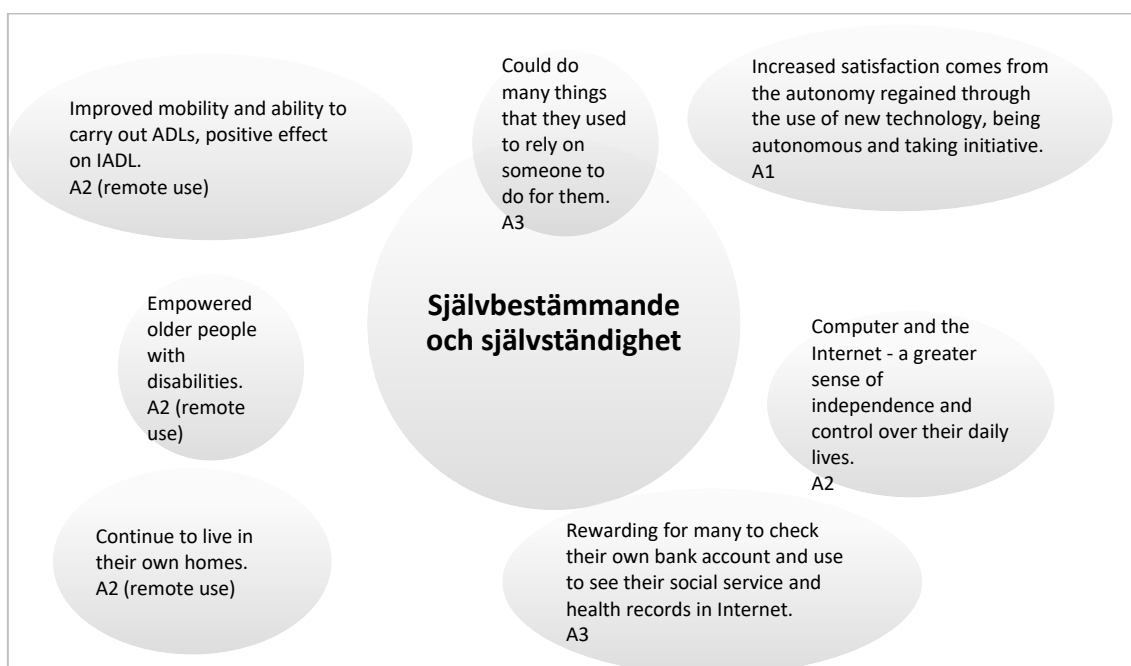 Improved mobility and ability to
carry out ADLs, positive effect
on IADL.
A2 (remote use)
Could do
many things
that they used
to rely on
someone to
do for them.
A3
Increased satisfaction comes from
the autonomy regained through
the use of new technology, being
autonomous and taking initiative.
A1
Självbestämmande
och självständighet
Empowered
older people
with
disabilities.
A2 (remote
use)
Computer and the
Internet - a greater
sense of
independence and
control over their daily
lives.
A2
Continue to live in
their own homes.
A2 (remote use)
Rewarding for many to check
their own bank account and use
to see their social service and
health records in Internet.
A3